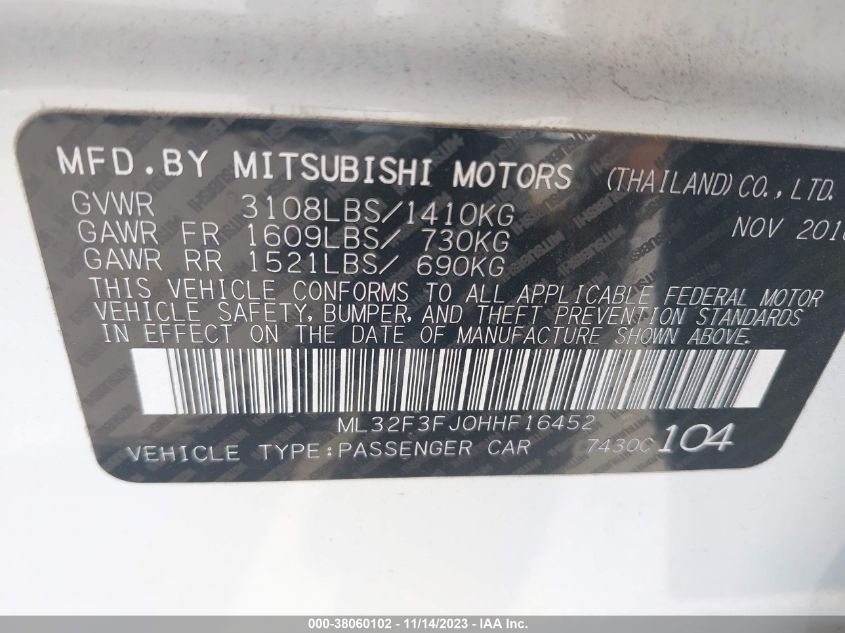 MFD.BY MITSUBISHI MOTORS (THAILAND) CO., LTD.
GVWR 3108LBS/1410KG NOV
GAWR FR 1609LBS/ 730KG
GAWR RR 1521LBS/ 690KG
THIS VEHICLE CONFORMS TO ALL APPLICABLE FEDERAL MOTOR
VEHICLE SAFETY, BUMPER, AND THEFT PREVENTION STANDARDS
IN EFFECT ON THE DATE OF MANUFACTURE SHOWN ABOVE.
ML32F3FJ0HHF16452
VEHICLE TYPE:PASSENGER CAR 7430C 104
000-38060102 - 11/14/2023 - IAA Inc.